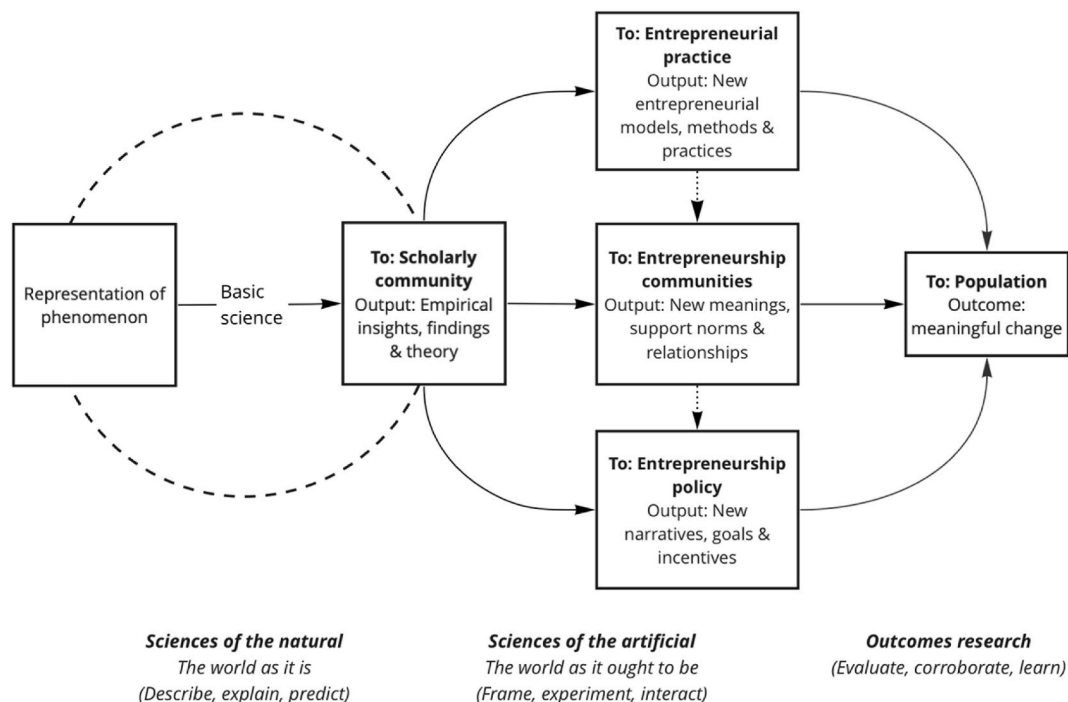 Representation of
phenomenon
Basic
science
To: Scholarly
community
Output: Empirical
insights, findings
& theory
To: Entrepreneurial
practice
Output: New
entrepreneurial
models, methods &
practices
To: Entrepreneurship
communities
Output: New meanings,
support norms &
relationships
To: Entrepreneurship
policy
Output: New
narratives, goals &
incentives
To: Population
Outcome:
meaningful change
Sciences of the natural
The world as it is
(Describe, explain, predict)
Sciences of the artificial
The world as it ought to be
(Frame, experiment, interact)
Outcomes research
(Evaluate, corroborate, learn)